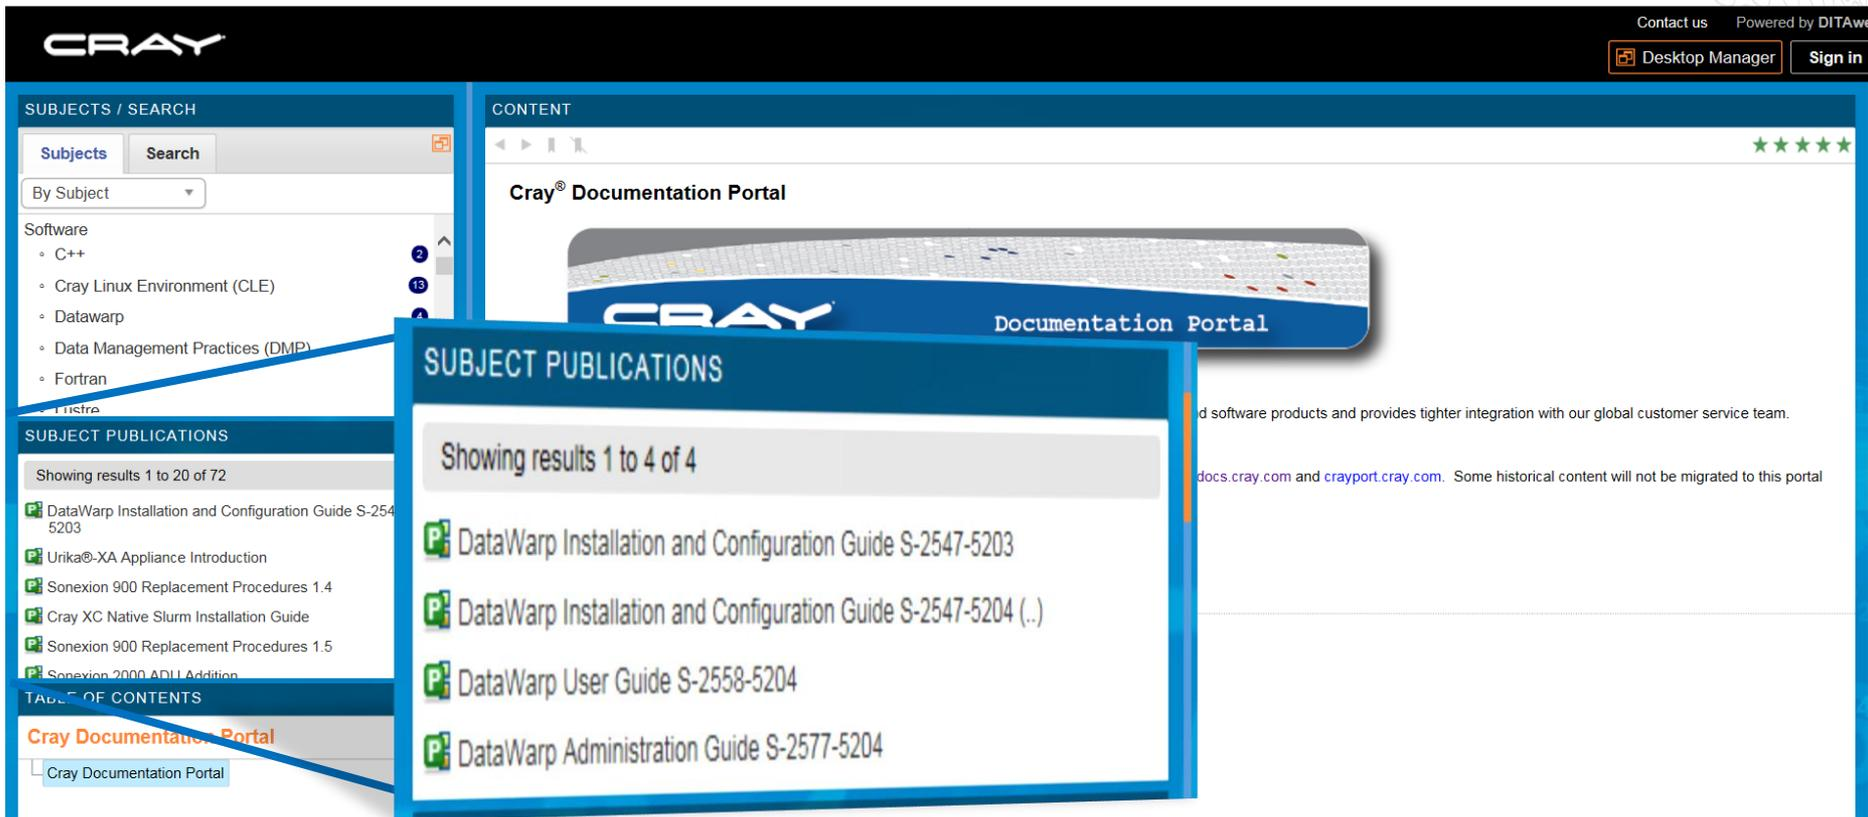 Contact us Powered by DITAwe
CRAY
Desktop Manager Sign in
SUBJECTS / SEARCH
Subjects Search
By Subject
Software
C++ 2
Cray Linux Environment (CLE) 13
Datawarp 4
Data Management Practices (DMP)
Fortran
Lustre
SUBJECT PUBLICATIONS
Showing results 1 to 20 of 72
DataWarp Installation and Configuration Guide S-254
5203
Urika®-XA Appliance Introduction
Sonexion 900 Replacement Procedures 1.4
Cray XC Native Slurm Installation Guide
Sonexion 900 Replacement Procedures 1.5
Sonexion 2000 ADU Addition
TABLE OF CONTENTS
Cray Documentation Portal
Cray Documentation Portal
CONTENT
Cray® Documentation Portal
CRAY Documentation Portal
d software products and provides tighter integration with our global customer service team.
docs.cray.com and crayport.cray.com. Some historical content will not be migrated to this portal
SUBJECT PUBLICATIONS
Showing results 1 to 4 of 4
DataWarp Installation and Configuration Guide S-2547-5203
DataWarp Installation and Configuration Guide S-2547-5204 (..)
DataWarp User Guide S-2558-5204
DataWarp Administration Guide S-2577-5204